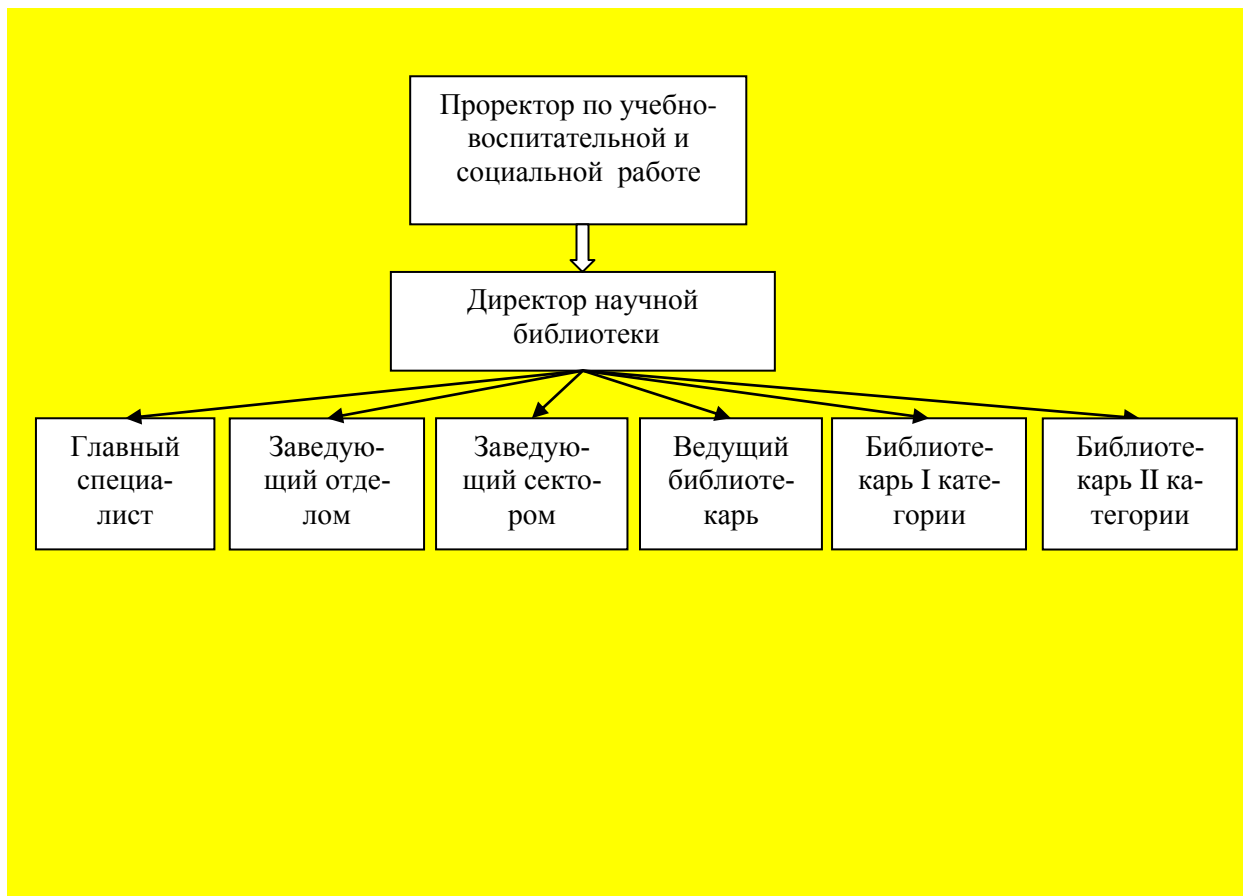 Проректор по учебно-
воспитательной и
социальной работе
Директор научной
библиотеки
Главный
специа-
лист
Заведую-
щий отде-
лом
Заведую-
щий секто-
ром
Ведущий
библиоте-
карь
Библиоте-
карь I кате-
гории
Библиоте-
карь II ка-
тегории